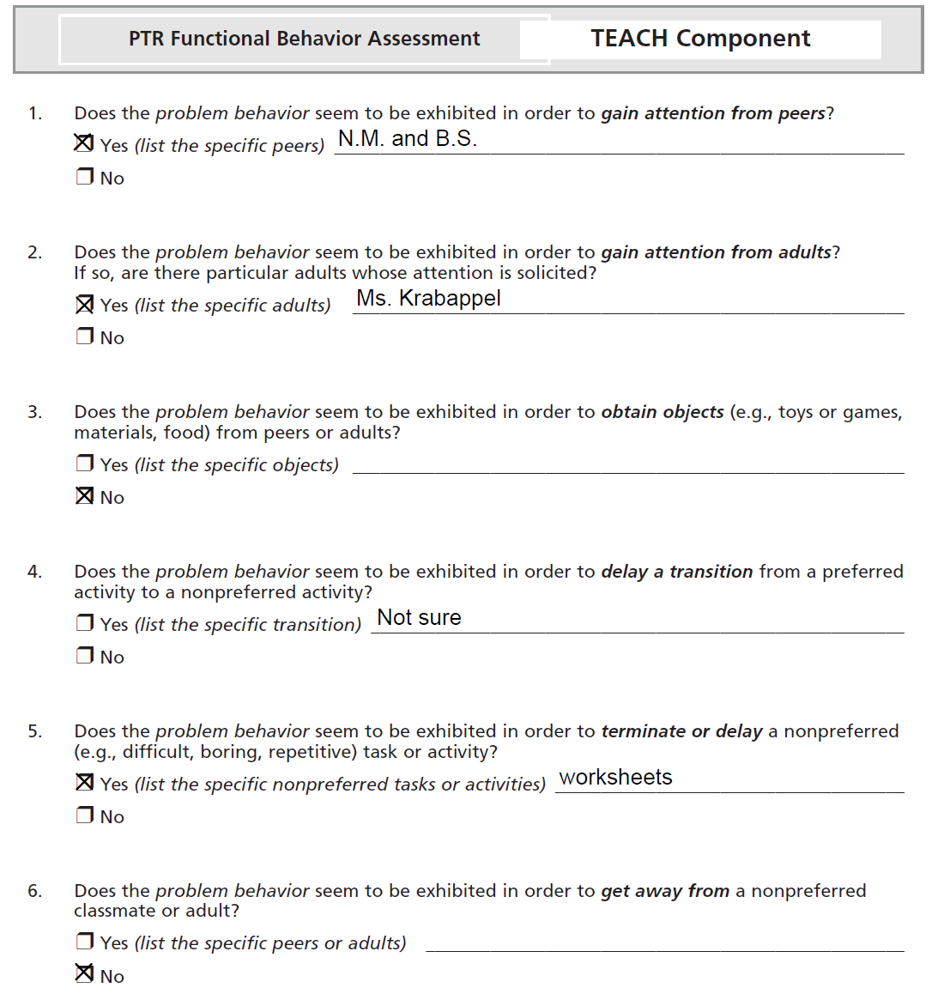 PTR Functional Behavior Assessment TEACH Component
1. Does the problem behavior seem to be exhibited in order to gain attention from peers?
Yes (list the specific peers) N.M. and B.S.
No
2. Does the problem behavior seem to be exhibited in order to gain attention from adults?
If so, are there particular adults whose attention is solicited?
Yes (list the specific adults) Ms. Krabappel
No
3. Does the problem behavior seem to be exhibited in order to obtain objects (e.g., toys or games,
materials, food) from peers or adults?
Yes (list the specific objects)
No
4. Does the problem behavior seem to be exhibited in order to delay a transition from a preferred
activity to a nonpreferred activity?
Yes (list the specific transition) Not sure
No
5. Does the problem behavior seem to be exhibited in order to terminate or delay a nonpreferred
(e.g., difficult, boring, repetitive) task or activity?
Yes (list the specific nonpreferred tasks or activities) worksheets
No
6. Does the problem behavior seem to be exhibited in order to get away from a nonpreferred
classmate or adult?
Yes (list the specific peers or adults)
No